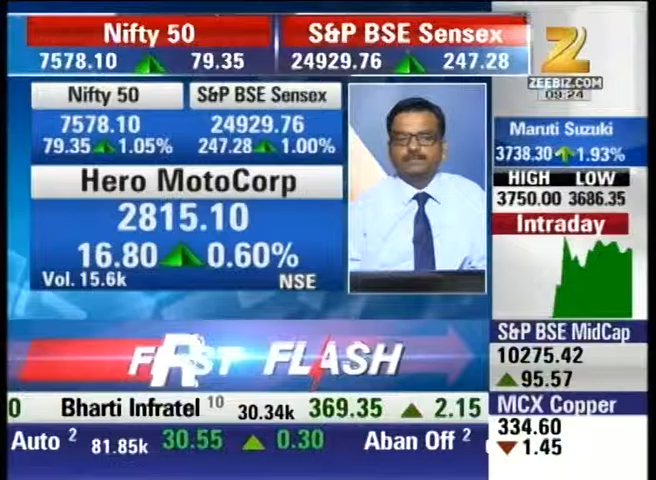 Nifty 50
7578.10 79.35
S&P BSE Sensex
24929.76 247.28
ZEEBIZ.COM
09:24
Nifty 50
7578.10
79.35 1.05%
S&P BSE Sensex
24929.76
247.28 1.00%
Hero MotoCorp
2815.10
16.80 0.60%
Vol. 15.6k NSE
Maruti Suzuki
3738.30 1.93%
HIGH LOW
3750.00 3686.35
Intraday
FIRST FLASH
S&P BSE MidCap
10275.42
95.57
MCX Copper
334.60
1.45
0 Bharti Infratel 10 30.34k 369.35 2.15
Auto 2 81.85k 30.55 0.30 Aban Off 2